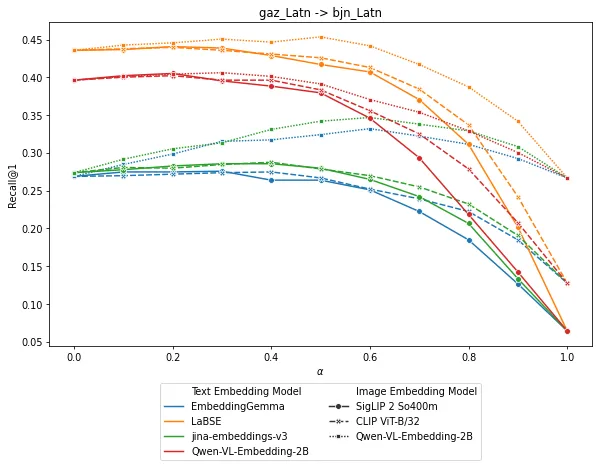 gaz_Latn -> bjn_Latn
Recall@1
0.45
0.40
0.35
0.30
0.25
0.20
0.15
0.10
0.05
0.0 0.2 0.4 0.6 0.8 1.0
α
Text Embedding Model
EmbeddingGemma
LaBSE
jina-embeddings-v3
Qwen-VL-Embedding-2B
Image Embedding Model
SigLIP 2 So400m
CLIP ViT-B/32
Qwen-VL-Embedding-2B